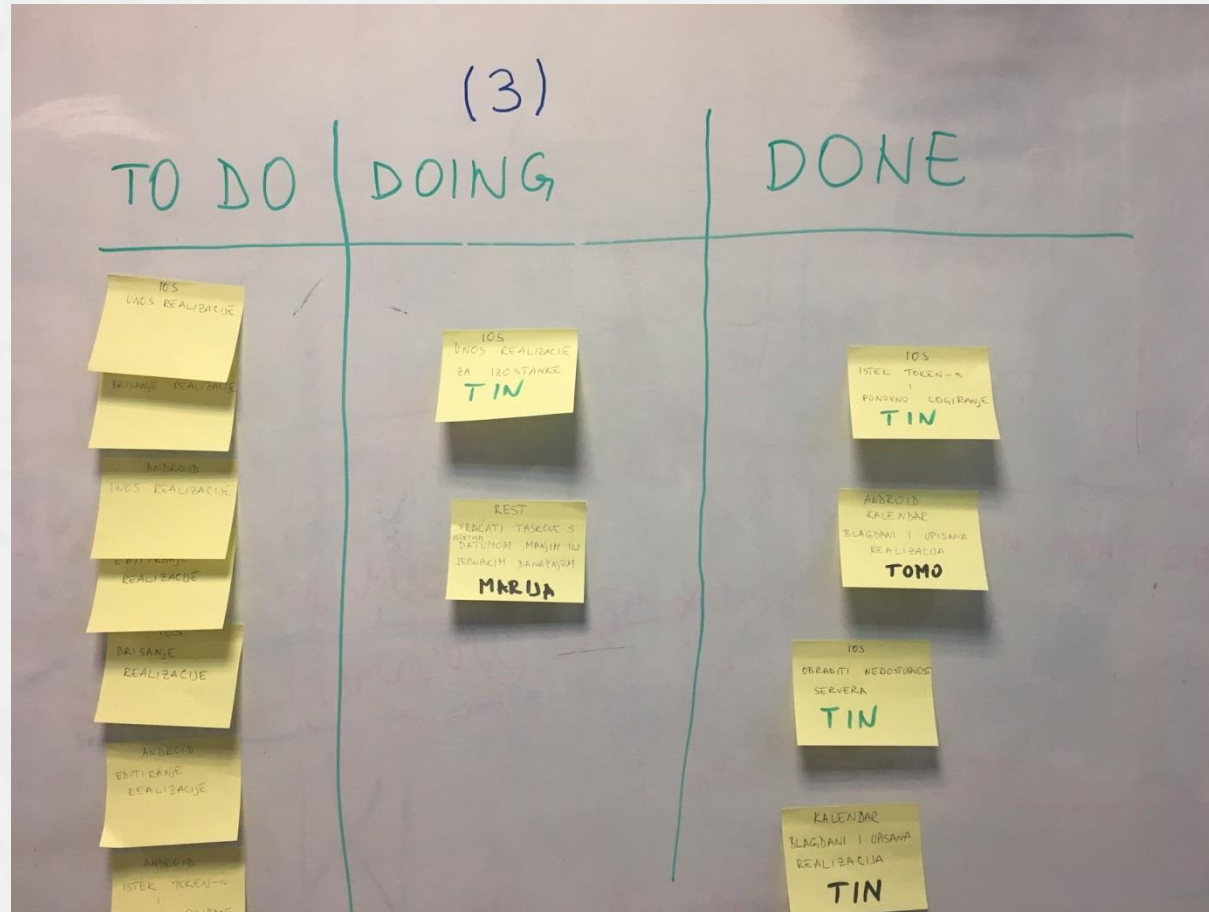 (3)
TO DO
DOING
DONE
IOS
UNOS REALIZACIJE
BRISANJE REALIZACIJE
ANDROID
UNOS REALIZACIJE
EDITIRANJE
REALIZACIJE
IOS
BRISANJE
REALIZACIJE
ANDROID
EDITIRANJE
REALIZACIJE
ANDROID
ISTEK TOKEN-a
I
IOS
UNOS REALIZACIJE
ZA IZOSTANKE
TIN
REST
VRAĆATI TASKOVE S
DATUMOM MANJIM ILI
JEDNAKIM DANAŠNJEM
MARIJA
IOS
ISTEK TOKEN-a
I
PONOVNO LOGIRANJE
TIN
ANDROID
KALENDAR
BLAGDANI I UPISANA
REALIZACIJA
TOMO
IOS
OBRADITI NEDOSTUPNOST
SERVERA
TIN
KALENDAR
BLAGDANI I UPISANA
REALIZACIJA
TIN